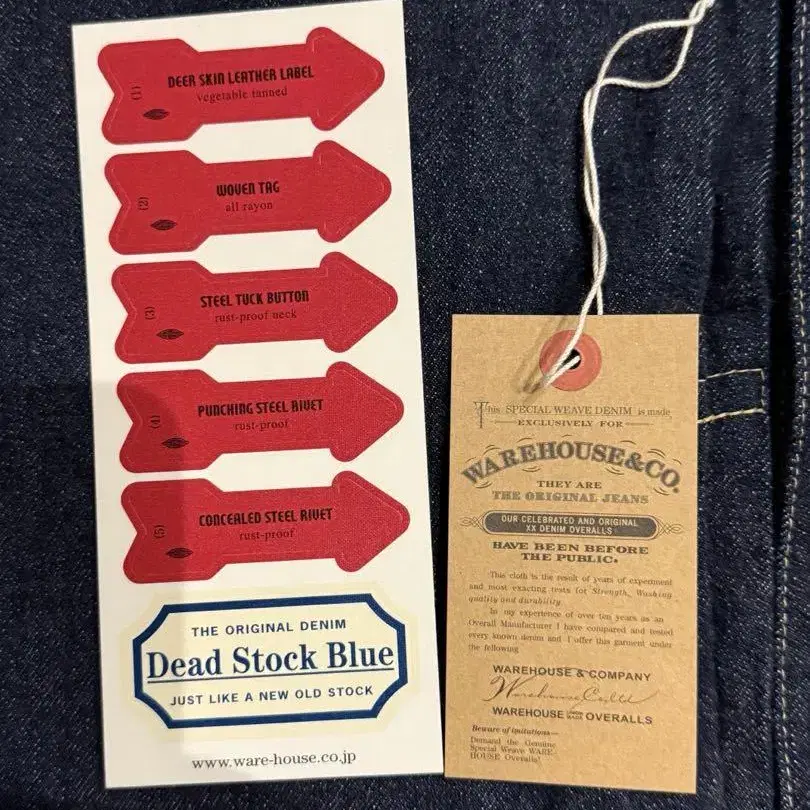 (1)
DEER SKIN LEATHER LABEL
vegetable tanned
(2)
WOVEN TAG
all rayon
(3)
STEEL TUCK BUTTON
rust-proof neck
(4)
PUNCHING STEEL RIVET
rust-proof
(5)
CONCEALED STEEL RIVET
rust-proof
THE ORIGINAL DENIM
Dead Stock Blue
JUST LIKE A NEW OLD STOCK
www.ware-house.co.jp
This SPECIAL WEAVE DENIM is made
EXCLUSIVELY FOR
WAREHOUSE&CO.
THEY ARE
THE ORIGINAL JEANS
OUR CELEBRATED AND ORIGINAL
XX DENIM OVERALLS
HAVE BEEN BEFORE
THE PUBLIC.
This cloth is the result of years of experiment
and most exacting tests for Strength, Washing
quality and durability.
In my experience of over ten years as an
Overall Manufacturer I have compared and tested
every known denim and I offer this garment under
the following
WAREHOUSE & COMPANY
WAREHOUSE OVERALLS
Beware of imitations—
Demand the Genuine
Special Weave WARE-
HOUSE Overalls!